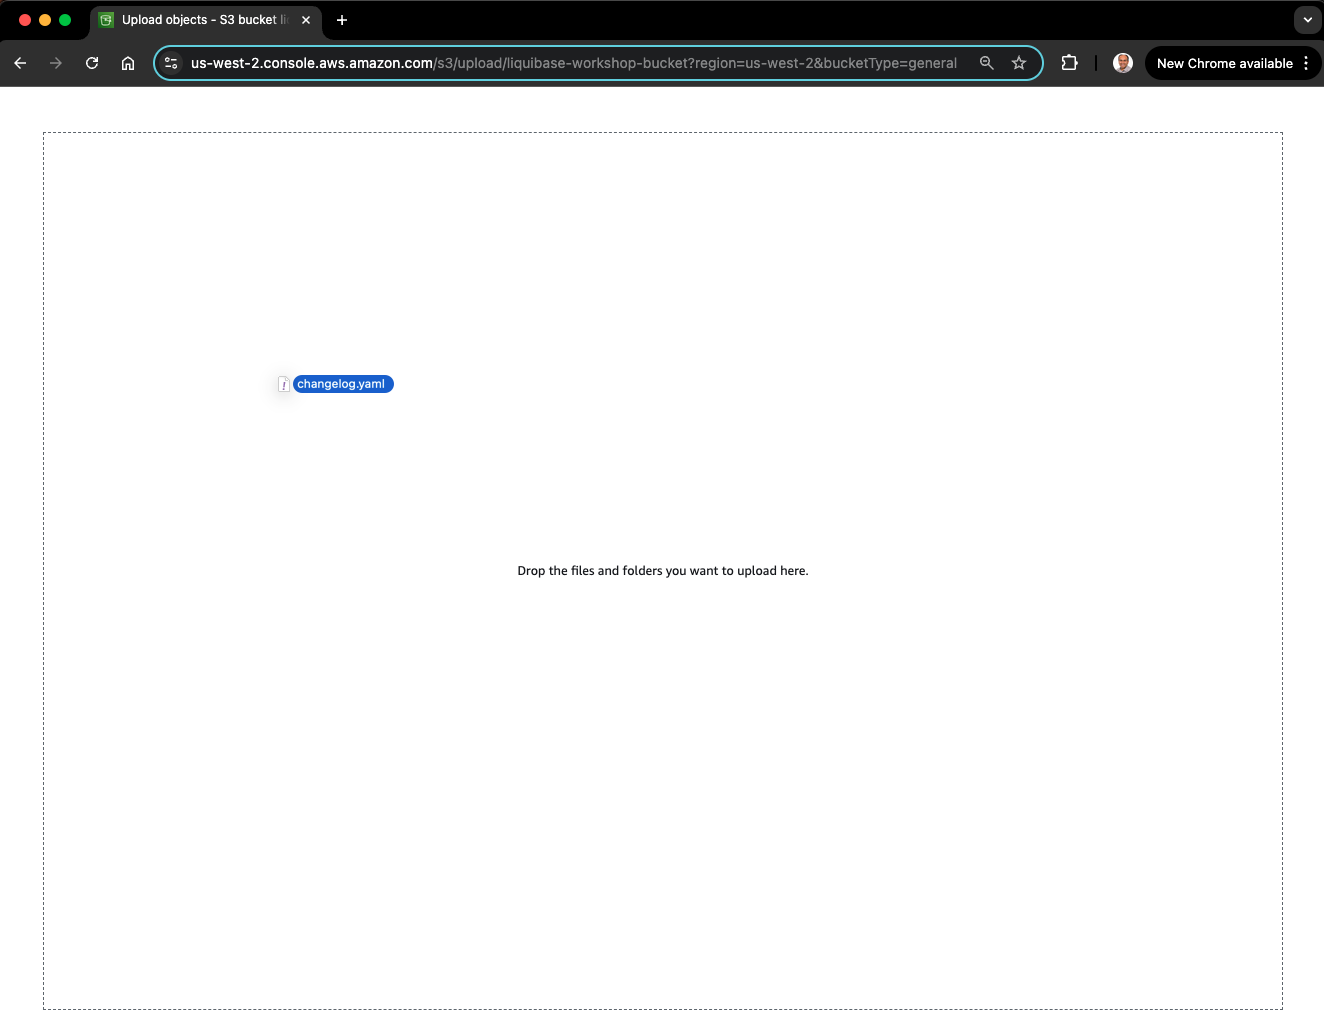 Upload objects - S3 bucket li
us-west-2.console.aws.amazon.com/s3/upload/liquibase-workshop-bucket?region=us-west-2&bucketType=general
New Chrome available
changelog.yaml
Drop the files and folders you want to upload here.